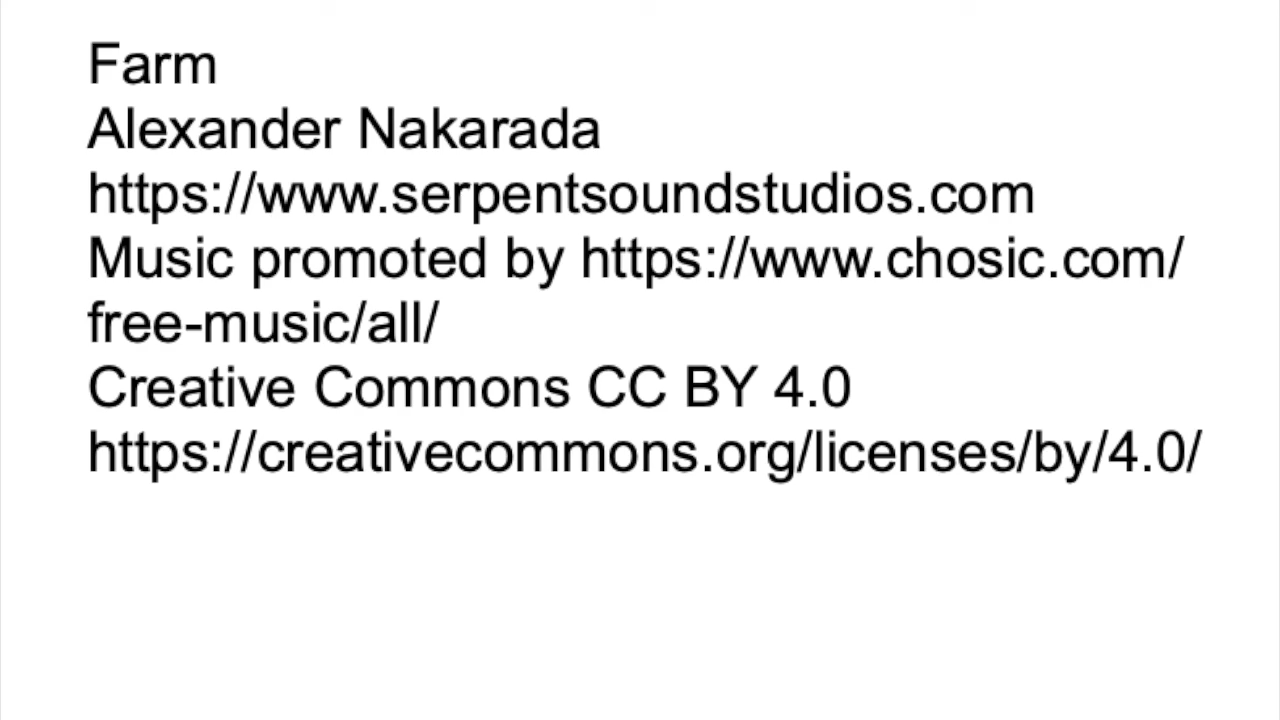 Farm
Alexander Nakarada
https://www.serpentsoundstudios.com
Music promoted by https://www.chosic.com/
free-music/all/
Creative Commons CC BY 4.0
https://creativecommons.org/licenses/by/4.0/